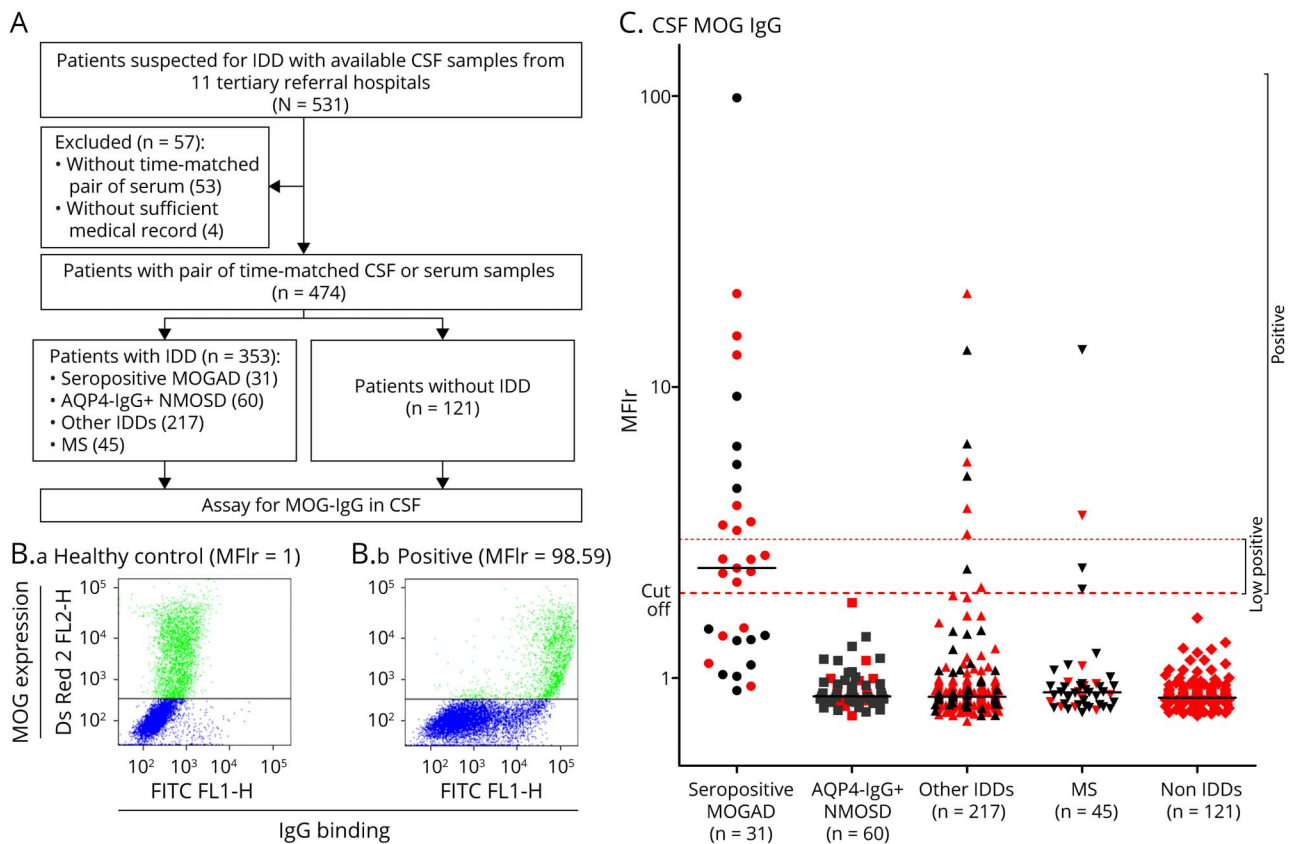 A
Patients suspected for IDD with available CSF samples from
11 tertiary referral hospitals
(N = 531)
Excluded (n = 57):
• Without time-matched
pair of serum (53)
• Without sufficient
medical record (4)
Patients with pair of time-matched CSF or serum samples
(n = 474)
Patients with IDD (n = 353):
• Seropositive MOGAD (31)
• AQP4-IgG+ NMOSD (60)
• Other IDDs (217)
• MS (45)
Patients without IDD
(n = 121)
Assay for MOG-IgG in CSF
B.a Healthy control (MFIr = 1)
MOG expression
Ds Red 2 FL2-H
10⁵
10⁴
10³
10²
10² 10³ 10⁴ 10⁵
FITC FL1-H
B.b Positive (MFIr = 98.59)
10⁵
10⁴
10³
10²
10² 10³ 10⁴ 10⁵
FITC FL1-H
IgG binding
C. CSF MOG IgG
MFIr
100
10
Cut
off
1
Positive
Low positive
Seropositive
MOGAD
(n = 31)
AQP4-IgG+
NMOSD
(n = 60)
Other IDDs
(n = 217)
MS
(n = 45)
Non IDDs
(n = 121)